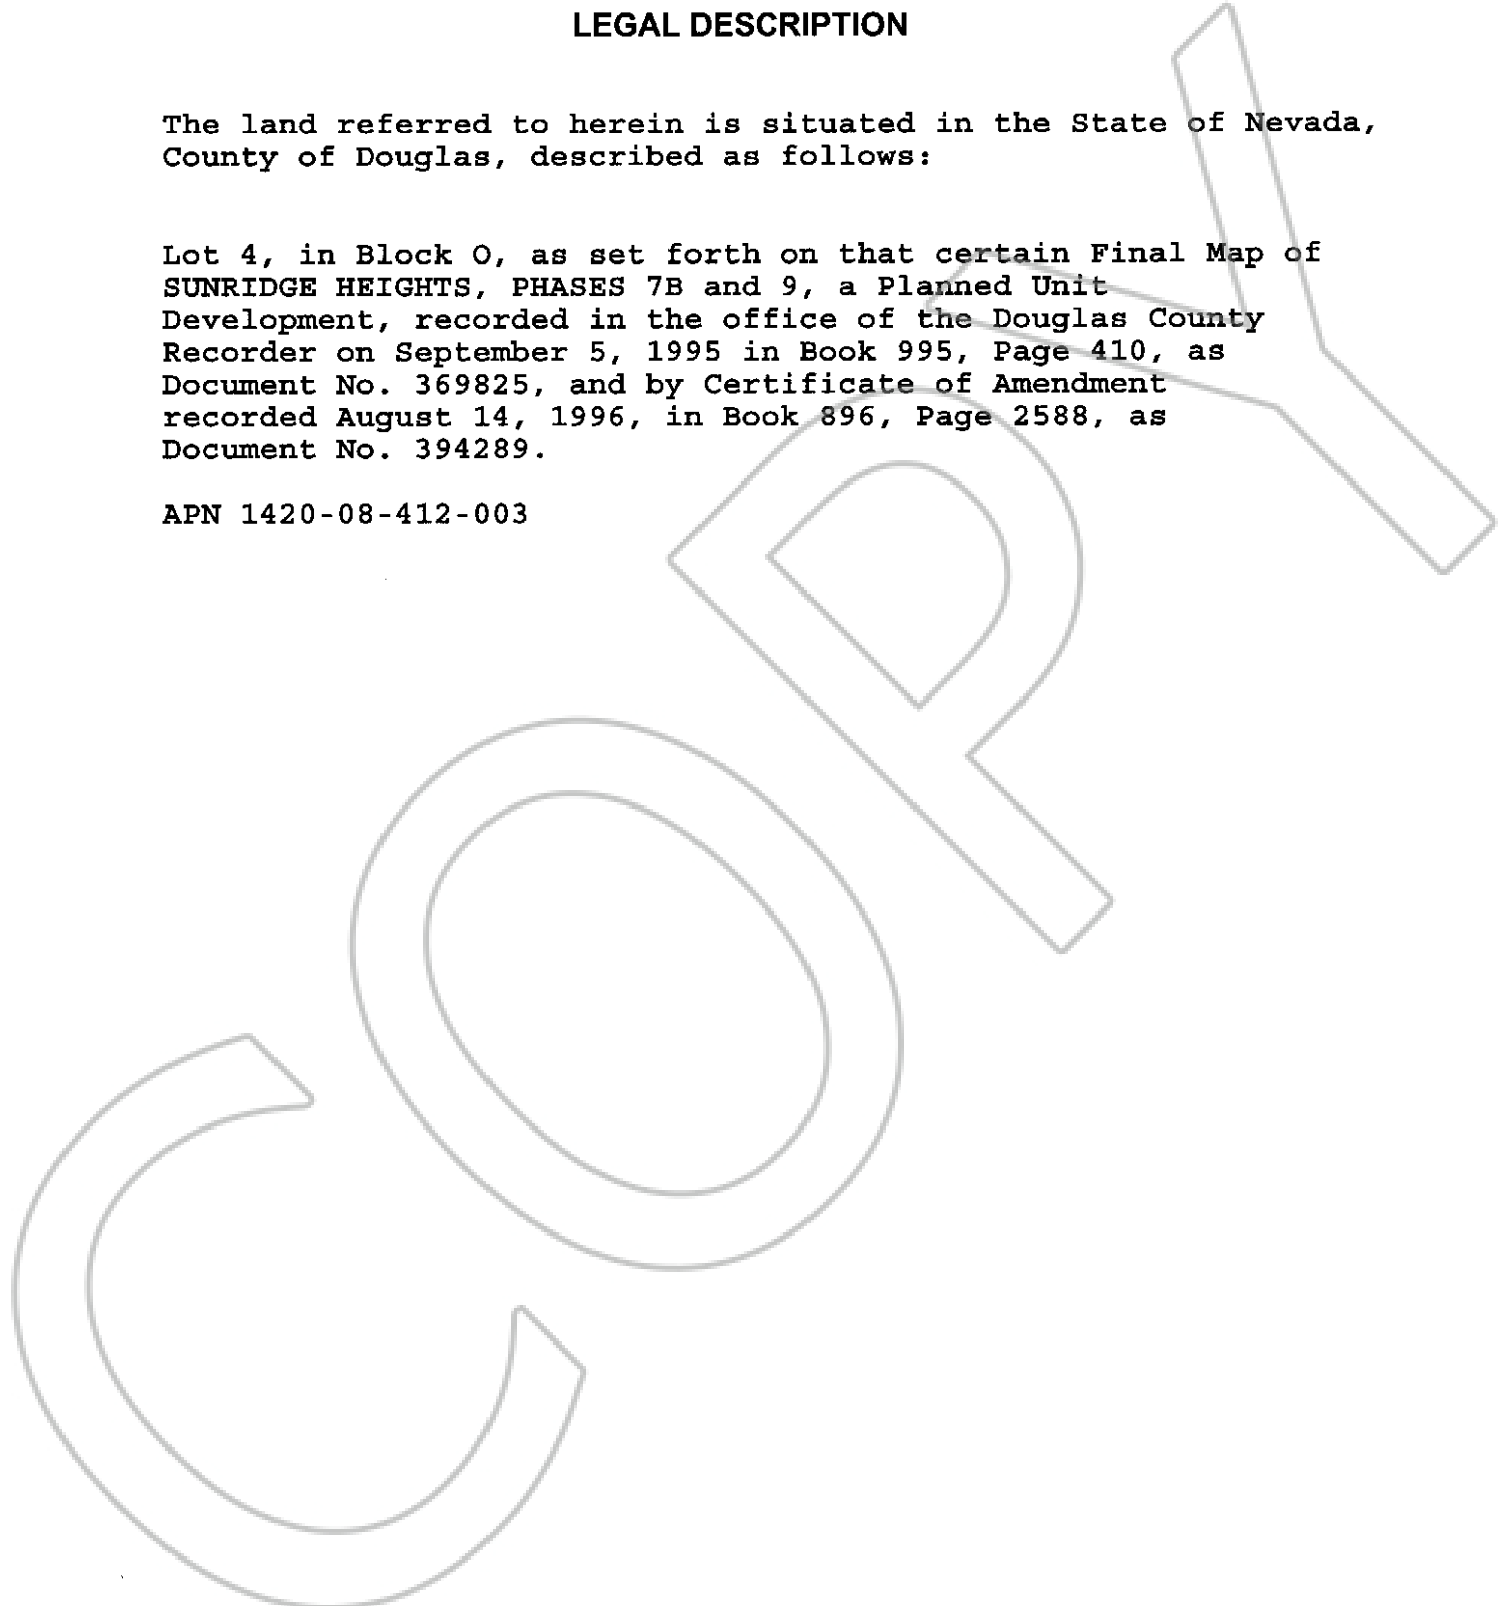 LEGAL DESCRIPTION
The land referred to herein is situated in the State of Nevada,
County of Douglas, described as follows:
Lot 4, in Block O, as set forth on that certain Final Map of
SUNRIDGE HEIGHTS, PHASES 7B and 9, a Planned Unit
Development, recorded in the office of the Douglas County
Recorder on September 5, 1995 in Book 995, Page 410, as
Document No. 369825, and by Certificate of Amendment
recorded August 14, 1996, in Book 896, Page 2588, as
Document No. 394289.
APN 1420-08-412-003
COPY